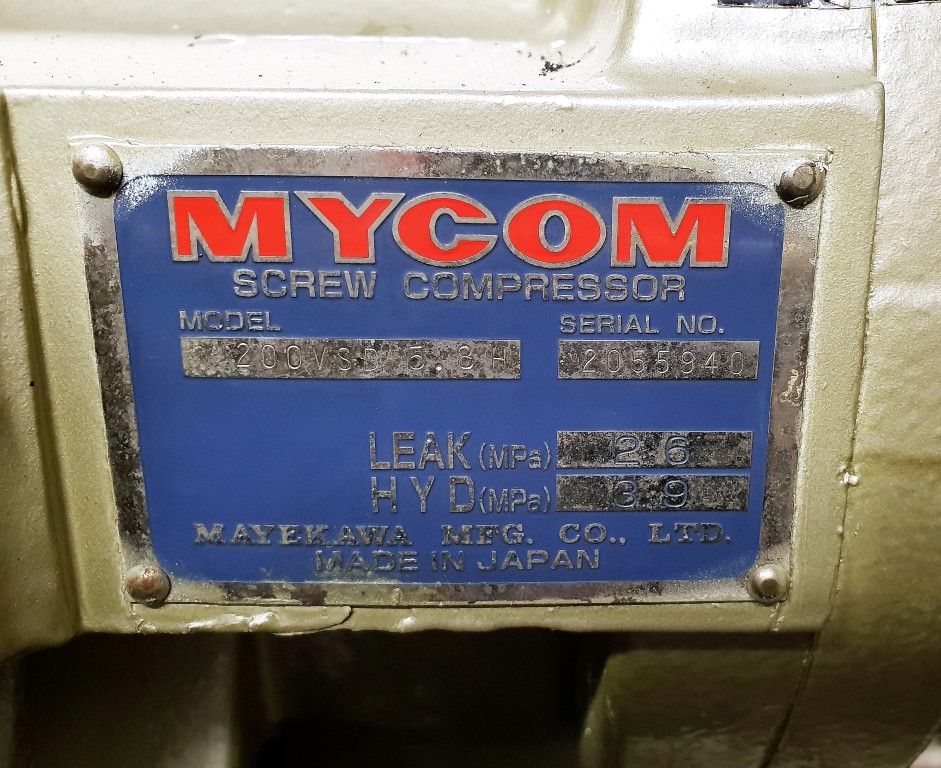 MYCOM
SCREW COMPRESSOR
MODEL SERIAL NO.
200VSD 5.8H 2055940
LEAK (MPa) 2.6
HYD (MPa) 3.9
MAYEKAWA MFG. CO., LTD.
MADE IN JAPAN